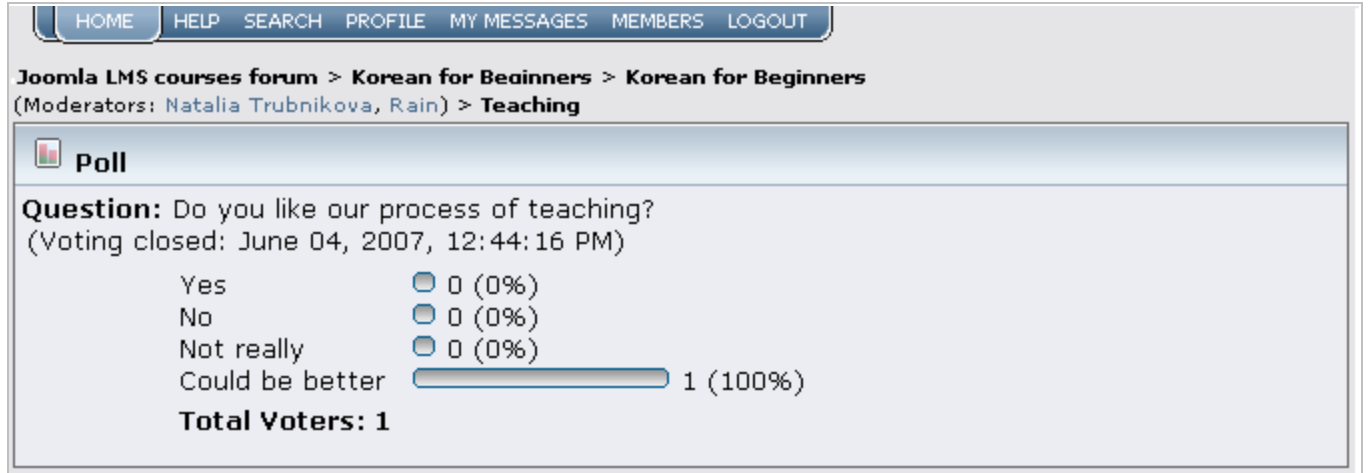 HOME HELP SEARCH PROFILE MY MESSAGES MEMBERS LOGOUT
Joomla LMS courses forum > Korean for Beginners > Korean for Beginners
(Moderators: Natalia Trubnikova, Rain) > Teaching
Poll
Question: Do you like our process of teaching?
(Voting closed: June 04, 2007, 12:44:16 PM)
Yes 0 (0%)
No 0 (0%)
Not really 0 (0%)
Could be better 1 (100%)
Total Voters: 1